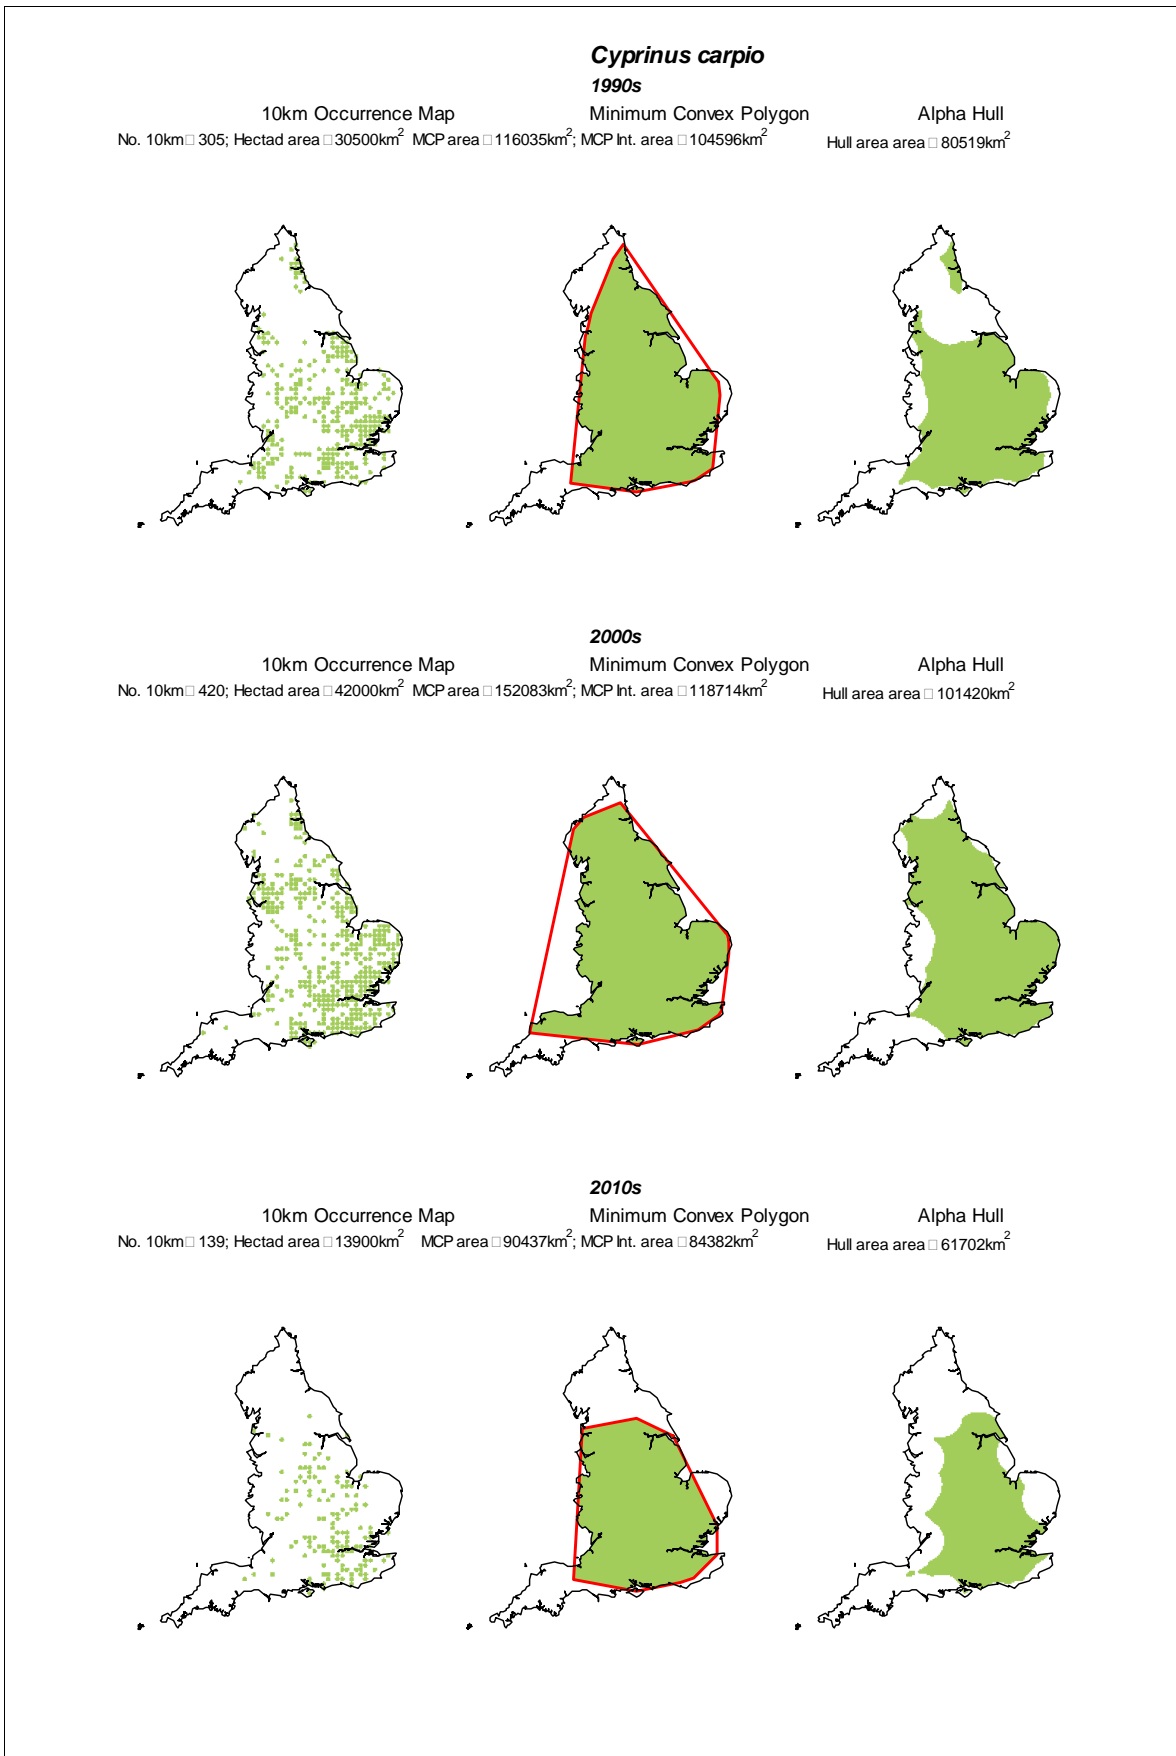 Cyprinus carpio
1990s
10km Occurrence Map Minimum Convex Polygon Alpha Hull
No. 10km□305; Hectad area□30500km² MCP area□116035km²; MCP Int. area□104596km² Hull area area□80519km²
2000s
10km Occurrence Map Minimum Convex Polygon Alpha Hull
No. 10km□420; Hectad area□42000km² MCP area□152083km²; MCP Int. area□118714km² Hull area area□101420km²
2010s
10km Occurrence Map Minimum Convex Polygon Alpha Hull
No. 10km□139; Hectad area□13900km² MCP area□90437km²; MCP Int. area□84382km² Hull area area□61702km²